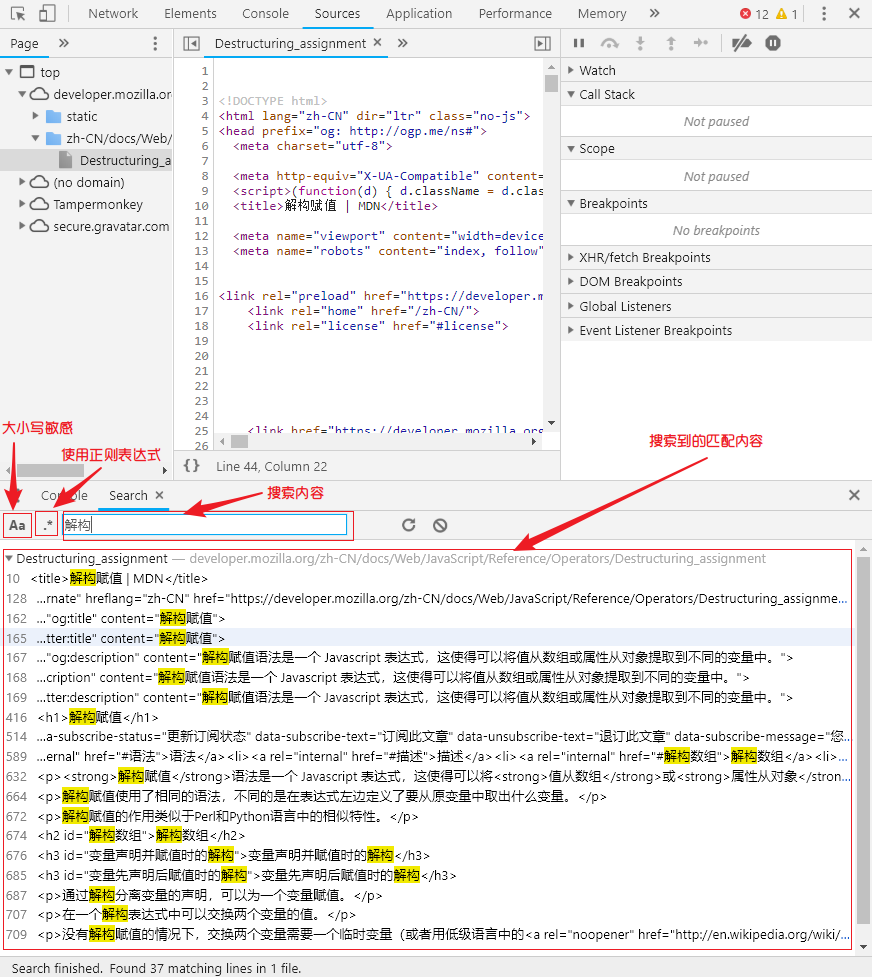 Network Elements Console Sources Application Performance Memory » 12 1
Page » Destructuring_assignment × »
top
developer.mozilla.or
static
zh-CN/docs/Web/
Destructuring_a
(no domain)
Tampermonkey
secure.gravatar.com
1
2
3 <!DOCTYPE html>
4 <html lang="zh-CN" dir="ltr" class="no-js">
5 <head prefix="og: http://ogp.me/ns#">
6 <meta charset="utf-8">
7
8 <meta http-equiv="X-UA-Compatible" content=
9 <script>(function(d) { d.className = d.clas
10 <title>解构赋值 | MDN</title>
11
12 <meta name="viewport" content="width=device
13 <meta name="robots" content="index, follow"
14
15
16 <link rel="preload" href="https://developer.m
17 <link rel="home" href="/zh-CN/">
18 <link rel="license" href="#license">
19
20
21
22
23
24
25 <link href="https://developer.mozilla.org
26
{} Line 44, Column 22
Watch
Call Stack
Not paused
Scope
Not paused
Breakpoints
No breakpoints
XHR/fetch Breakpoints
DOM Breakpoints
Global Listeners
Event Listener Breakpoints
大小写敏感
使用正则表达式
搜索内容
搜索到的匹配内容
Console Search ×
Aa .* 解构
Destructuring_assignment — developer.mozilla.org/zh-CN/docs/Web/JavaScript/Reference/Operators/Destructuring_assignment
10 <title>解构赋值 | MDN</title>
128 …rnate" hreflang="zh-CN" href="https://developer.mozilla.org/zh-CN/docs/Web/JavaScript/Reference/Operators/Destructuring_assignme…
162 …"og:title" content="解构赋值">
165 …tter:title" content="解构赋值">
167 …"og:description" content="解构赋值语法是一个 Javascript 表达式，这使得可以将值从数组或属性从对象提取到不同的变量中。">
168 …cription" content="解构赋值语法是一个 Javascript 表达式，这使得可以将值从数组或属性从对象提取到不同的变量中。">
169 …tter:description" content="解构赋值语法是一个 Javascript 表达式，这使得可以将值从数组或属性从对象提取到不同的变量中。">
416 <h1>解构赋值</h1>
514 …a-subscribe-status="更新订阅状态" data-subscribe-text="订阅此文章" data-unsubscribe-text="退订此文章" data-subscribe-message="您…
589 …ernal" href="#语法">语法</a><li><a rel="internal" href="#描述">描述</a><li><a rel="internal" href="#解构数组">解构数组</a><li>…
632 <p><strong>解构赋值</strong>语法是一个 Javascript 表达式，这使得可以将<strong>值从数组</strong>或<strong>属性从对象</stron…
664 <p>解构赋值使用了相同的语法，不同的是在表达式左边定义了要从原变量中取出什么变量。</p>
672 <p>解构赋值的作用类似于Perl和Python语言中的相似特性。</p>
674 <h2 id="解构数组">解构数组</h2>
676 <h3 id="变量声明并赋值时的解构">变量声明并赋值时的解构</h3>
685 <h3 id="变量先声明后赋值时的解构">变量先声明后赋值时的解构</h3>
687 <p>通过解构分离变量的声明，可以为一个变量赋值。</p>
707 <p>在一个解构表达式中可以交换两个变量的值。</p>
709 <p>没有解构赋值的情况下，交换两个变量需要一个临时变量（或者用低级语言中的<a rel="noopener" href="http://en.wikipedia.org/wiki/…
Search finished. Found 37 matching lines in 1 file.